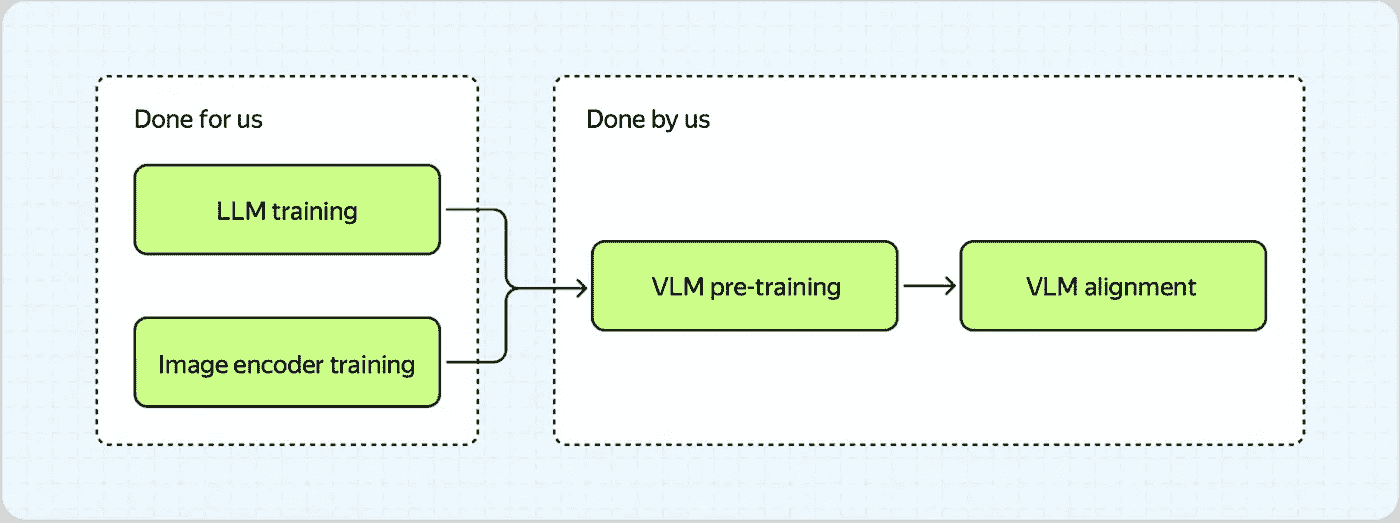 Done for us
LLM training
Image encoder training
Done by us
VLM pre-training
VLM alignment